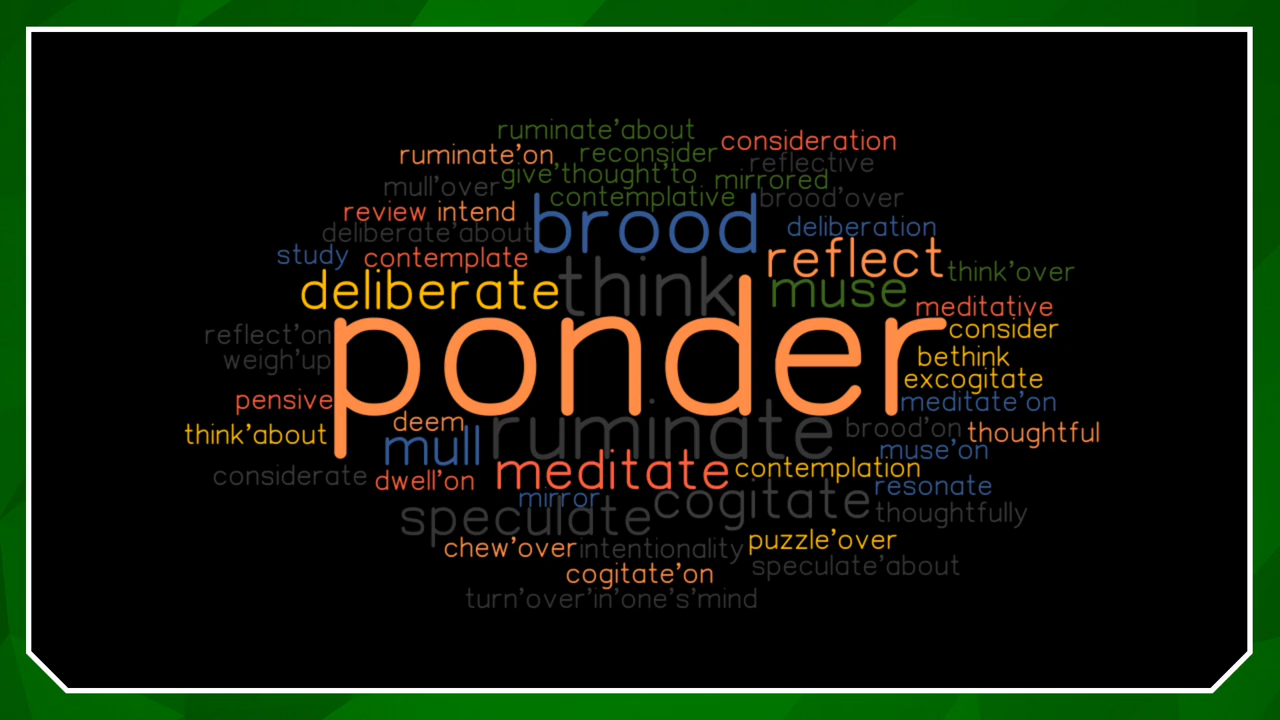 ruminate'about
consideration
ruminate'on
reconsider
reflective
give'thought'to
mirrored
mull'over
contemplative
brood'over
review
intend
brood
deliberation
deliberate'about
study
contemplate
reflect
think'over
deliberate
think
muse
meditative
ponder
consider
reflect'on
weigh'up
bethink
excogitate
pensive
meditate'on
deem
ruminate
brood'on
thoughtful
think'about
mull
muse'on
considerate
dwell'on
meditate
contemplation
mirror
cogitate
resonate
speculate
thoughtfully
chew'over
intentionality
puzzle'over
cogitate'on
speculate'about
turn'over'in'one's'mind